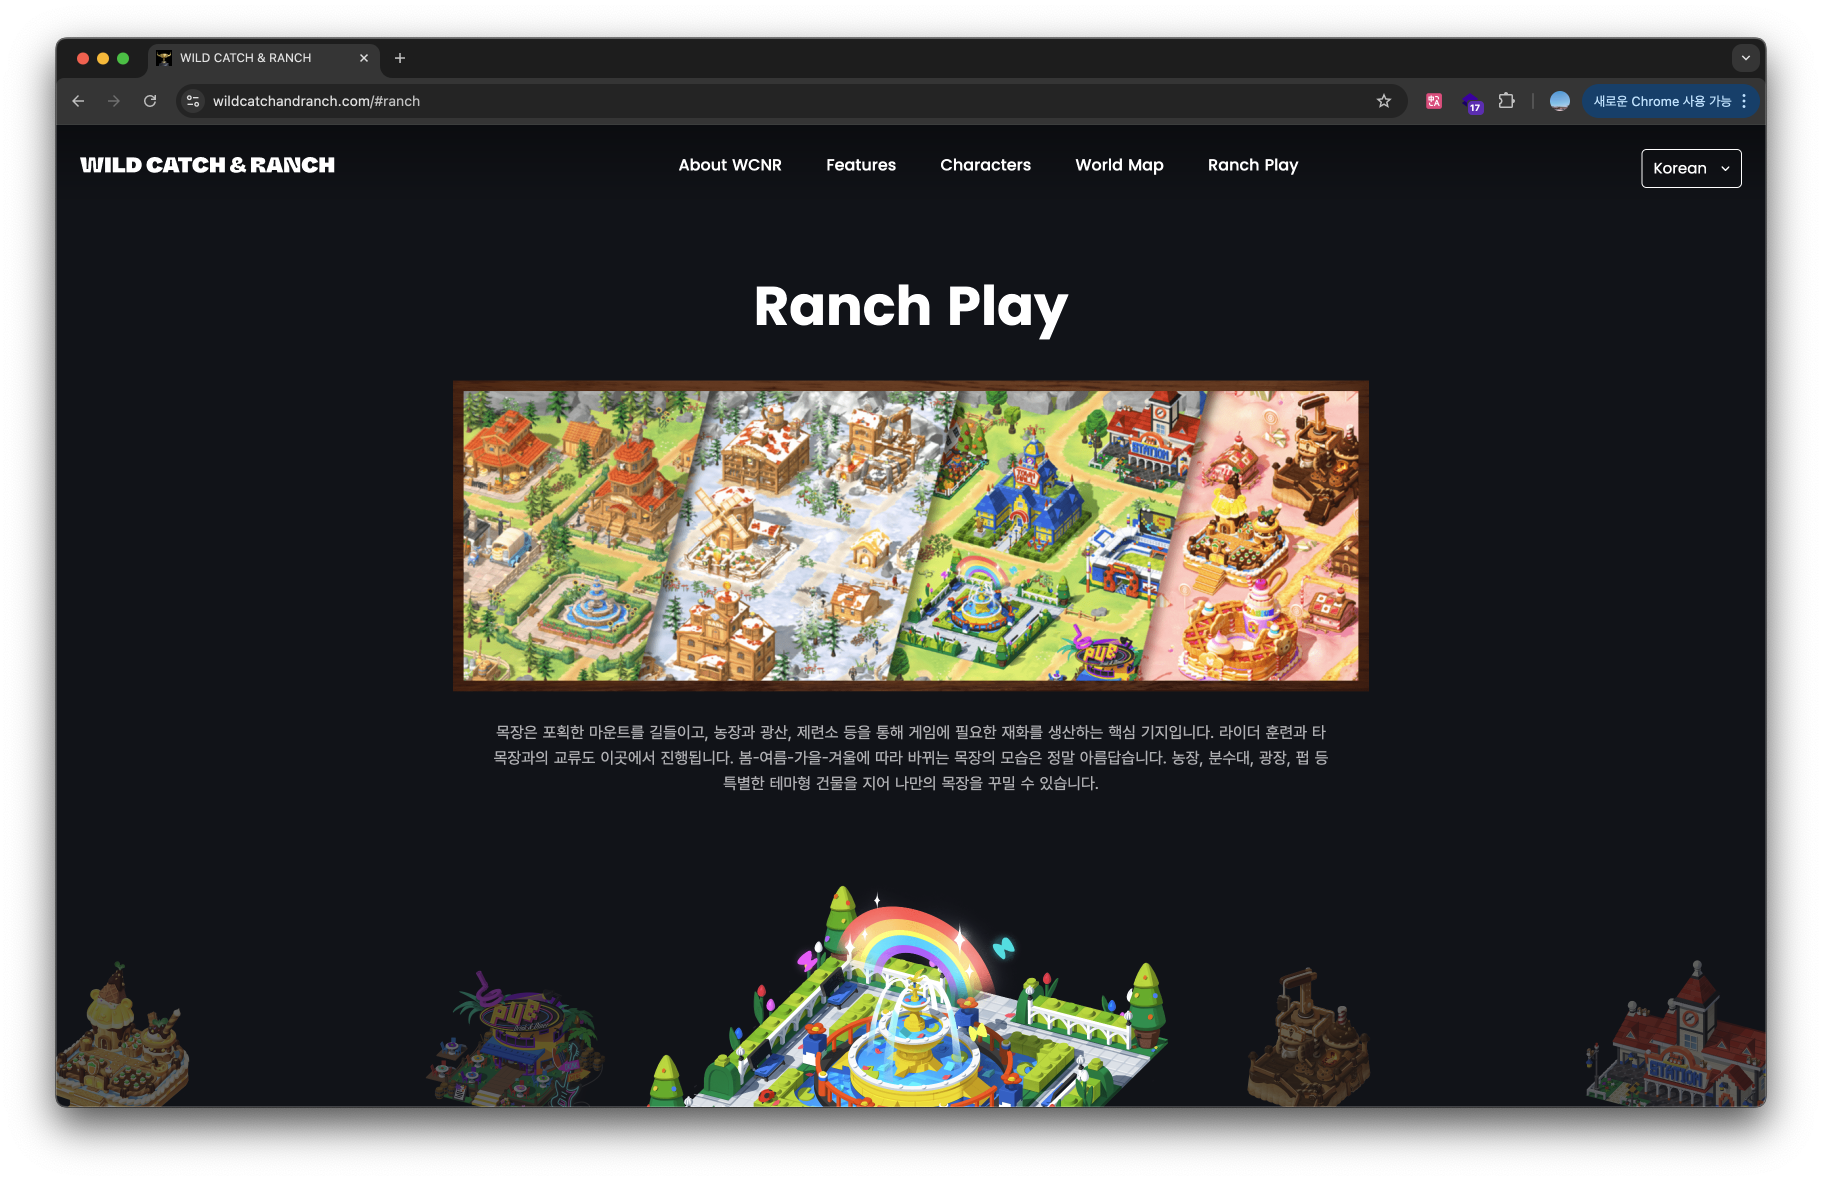 WILD CATCH & RANCH
wildcatchandranch.com/#ranch
17
새로운 Chrome 사용 가능
WILD CATCH & RANCH
About WCNR
Features
Characters
World Map
Ranch Play
Korean
Ranch Play
STATION
TOWN
PUB
목장은 포획한 마운트를 길들이고, 농장과 광산, 제련소 등을 통해 게임에 필요한 재화를 생산하는 핵심 기지입니다. 라이더 훈련과 타
목장과의 교류도 이곳에서 진행됩니다. 봄-여름-가을-겨울에 따라 바뀌는 목장의 모습은 정말 아름답습니다. 농장, 분수대, 광장, 펍 등
특별한 테마형 건물을 지어 나만의 목장을 꾸밀 수 있습니다.
PUB
STATION